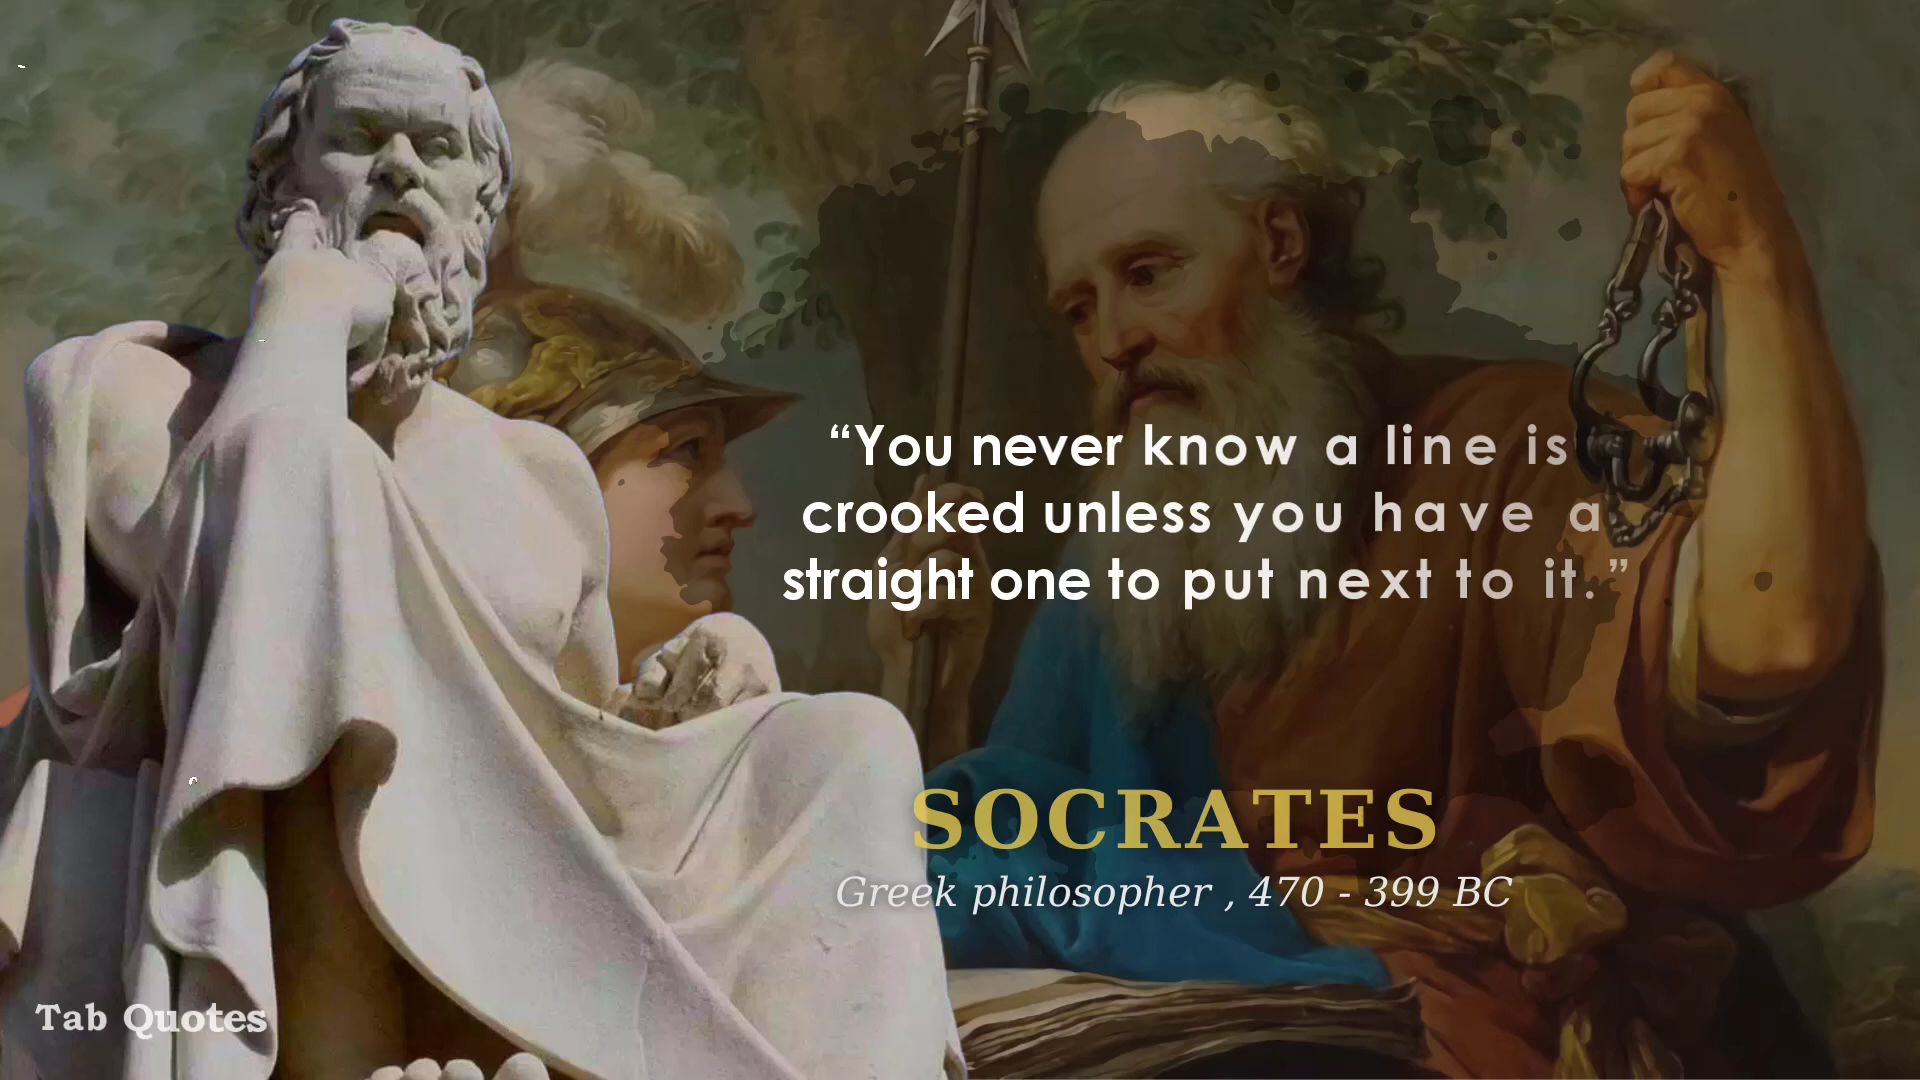 “You never know a line is
crooked unless you have a
straight one to put next to it.”
SOCRATES
Greek philosopher , 470 - 399 BC
Tab Quotes